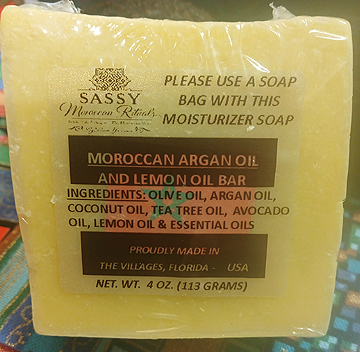 PLEASE USE A SOAP
BAG WITH THIS
MOISTURIZER SOAP
SASSY
Moroccan Rituals
MOROCCAN ARGAN OIL
AND LEMON OIL BAR
INGREDIENTS: OLIVE OIL, ARGAN OIL,
COCONUT OIL, TEA TREE OIL, AVOCADO
OIL, LEMON OIL & ESSENTIAL OILS
PROUDLY MADE IN
THE VILLAGES, FLORIDA - USA
NET. WT. 4 OZ. (113 GRAMS)